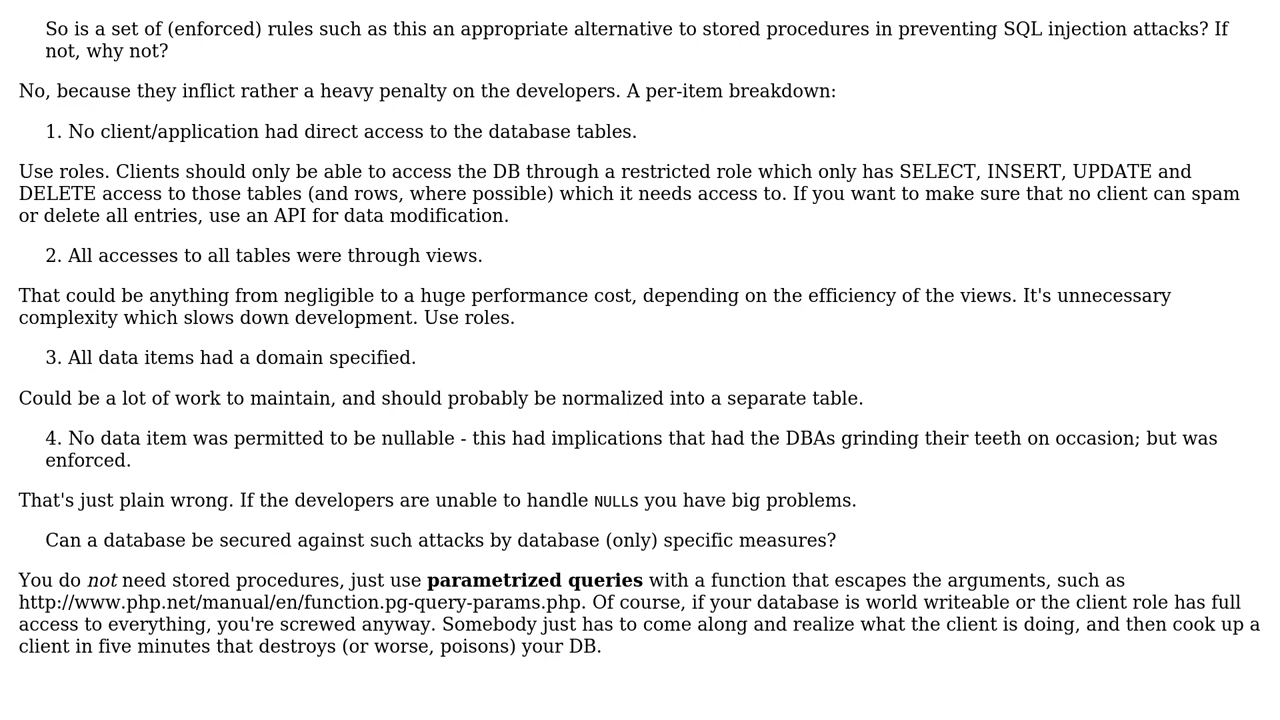 So is a set of (enforced) rules such as this an appropriate alternative to stored procedures in preventing SQL injection attacks? If
not, why not?
No, because they inflict rather a heavy penalty on the developers. A per-item breakdown:
1. No client/application had direct access to the database tables.
Use roles. Clients should only be able to access the DB through a restricted role which only has SELECT, INSERT, UPDATE and
DELETE access to those tables (and rows, where possible) which it needs access to. If you want to make sure that no client can spam
or delete all entries, use an API for data modification.
2. All accesses to all tables were through views.
That could be anything from negligible to a huge performance cost, depending on the efficiency of the views. It's unnecessary
complexity which slows down development. Use roles.
3. All data items had a domain specified.
Could be a lot of work to maintain, and should probably be normalized into a separate table.
4. No data item was permitted to be nullable - this had implications that had the DBAs grinding their teeth on occasion; but was
enforced.
That's just plain wrong. If the developers are unable to handle NULLs you have big problems.
Can a database be secured against such attacks by database (only) specific measures?
You do not need stored procedures, just use parametrized queries with a function that escapes the arguments, such as
http://www.php.net/manual/en/function.pg-query-params.php. Of course, if your database is world writeable or the client role has full
access to everything, you're screwed anyway. Somebody just has to come along and realize what the client is doing, and then cook up a
client in five minutes that destroys (or worse, poisons) your DB.